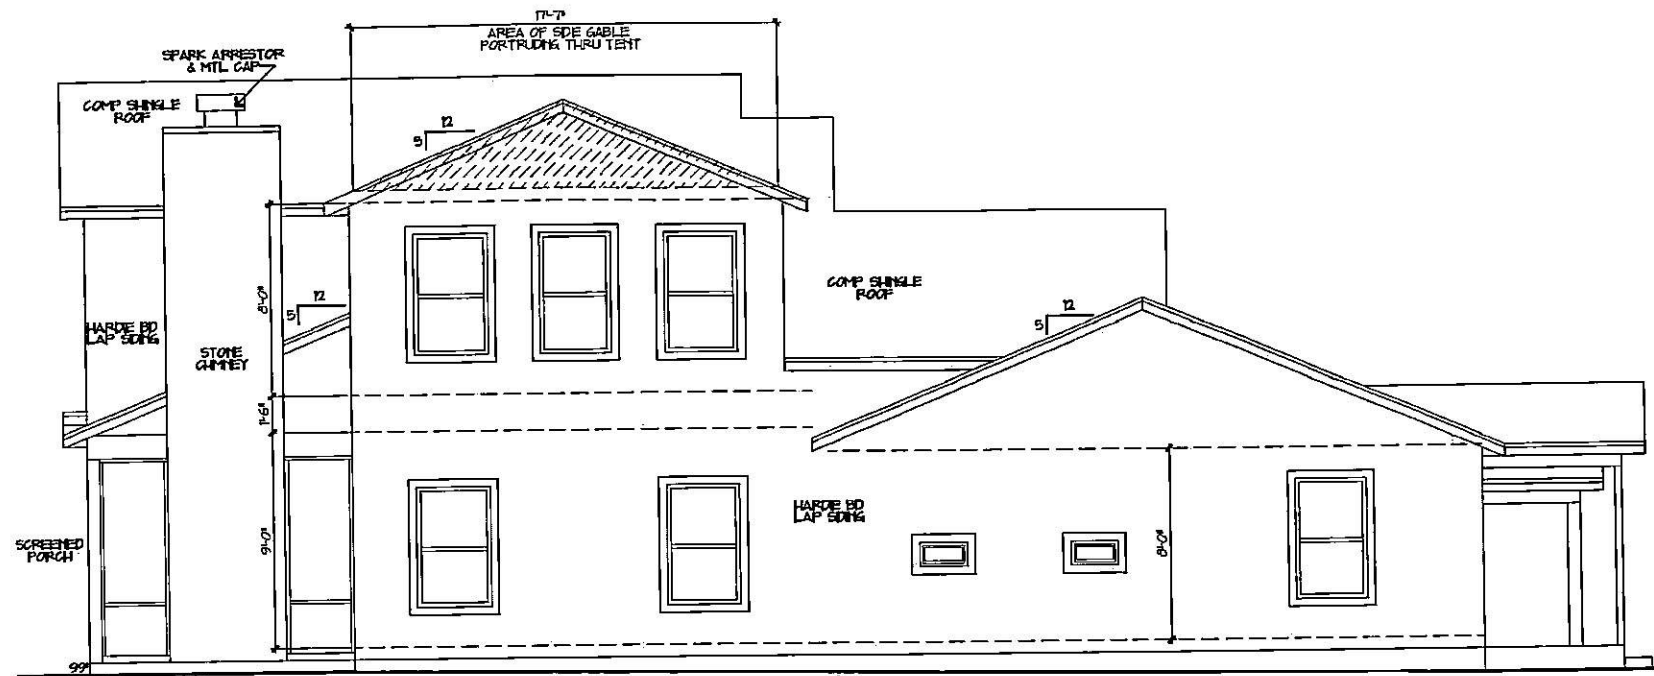 17'-7"
AREA OF SIDE GABLE
PORTRUDING THRU TENT
SPARK ARRESTOR
& MTL CAP
COMP SHINGLE
ROOF
12
5
8'-0"
12
5
COMP SHINGLE
ROOF
12
5
HARDIE BD
LAP SIDING
STONE
CHIMNEY
1'-6"
HARDIE BD
LAP SIDING
9'-0"
8'-0"
SCREENED
PORCH
99'